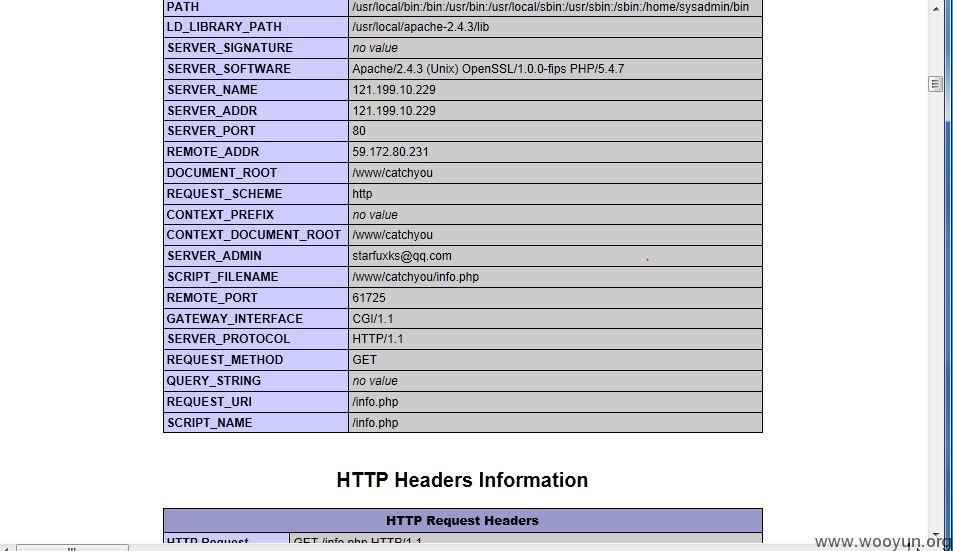 PATH /usr/local/bin:/bin:/usr/bin:/usr/local/sbin:/usr/sbin:/sbin:/home/sysadmin/bin
LD_LIBRARY_PATH /usr/local/apache-2.4.3/lib
SERVER_SIGNATURE no value
SERVER_SOFTWARE Apache/2.4.3 (Unix) OpenSSL/1.0.0-fips PHP/5.4.7
SERVER_NAME 121.199.10.229
SERVER_ADDR 121.199.10.229
SERVER_PORT 80
REMOTE_ADDR 59.172.80.231
DOCUMENT_ROOT /www/catchyou
REQUEST_SCHEME http
CONTEXT_PREFIX no value
CONTEXT_DOCUMENT_ROOT /www/catchyou
SERVER_ADMIN starfuxks@qq.com
SCRIPT_FILENAME /www/catchyou/info.php
REMOTE_PORT 61725
GATEWAY_INTERFACE CGI/1.1
SERVER_PROTOCOL HTTP/1.1
REQUEST_METHOD GET
QUERY_STRING no value
REQUEST_URI /info.php
SCRIPT_NAME /info.php
HTTP Headers Information
HTTP Request Headers
HTTP Request GET /info.php HTTP/1.1
www.wooyun.org